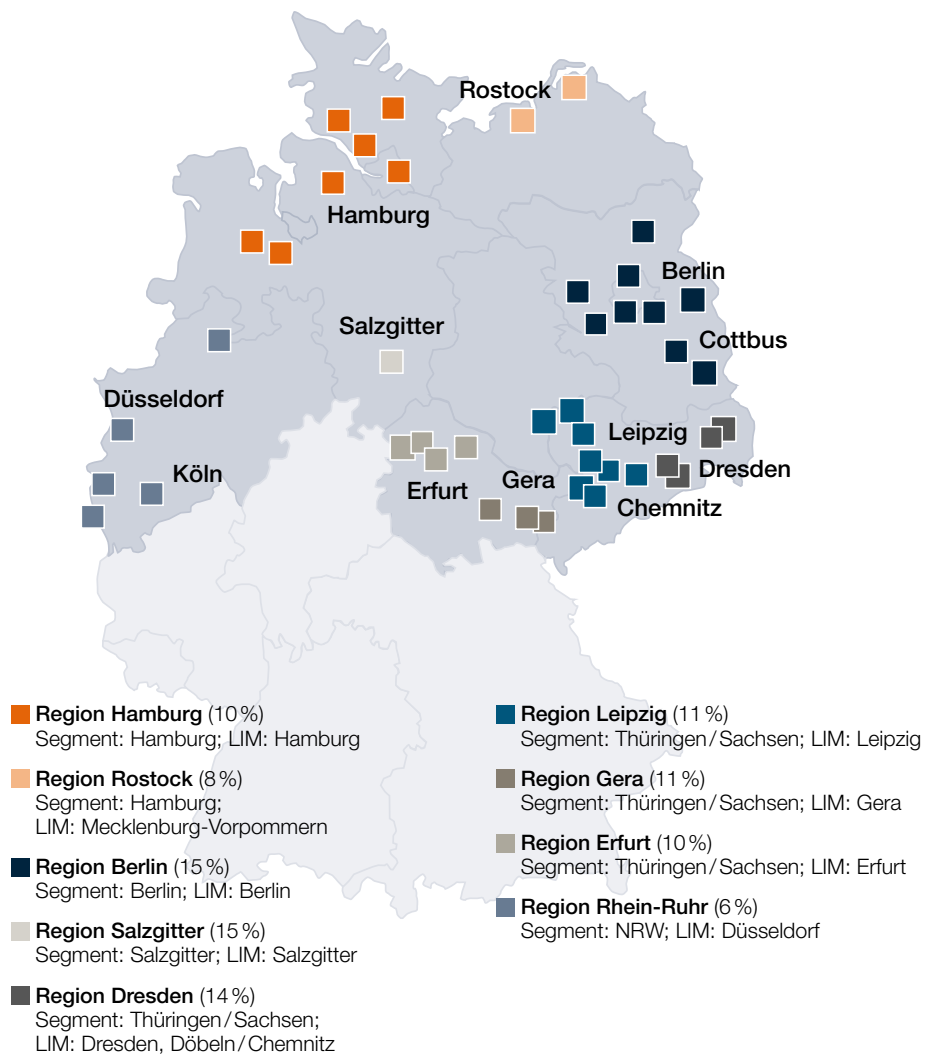 Rostock
Hamburg
Berlin
Salzgitter
Cottbus
Düsseldorf
Leipzig
Köln
Dresden
Erfurt
Gera
Chemnitz
Region Hamburg (10 %)
Segment: Hamburg; LIM: Hamburg
Region Rostock (8 %)
Segment: Hamburg;
LIM: Mecklenburg-Vorpommern
Region Berlin (15 %)
Segment: Berlin; LIM: Berlin
Region Salzgitter (15 %)
Segment: Salzgitter; LIM: Salzgitter
Region Dresden (14 %)
Segment: Thüringen / Sachsen;
LIM: Dresden, Döbeln / Chemnitz
Region Leipzig (11 %)
Segment: Thüringen / Sachsen; LIM: Leipzig
Region Gera (11 %)
Segment: Thüringen / Sachsen; LIM: Gera
Region Erfurt (10 %)
Segment: Thüringen / Sachsen; LIM: Erfurt
Region Rhein-Ruhr (6 %)
Segment: NRW; LIM: Düsseldorf